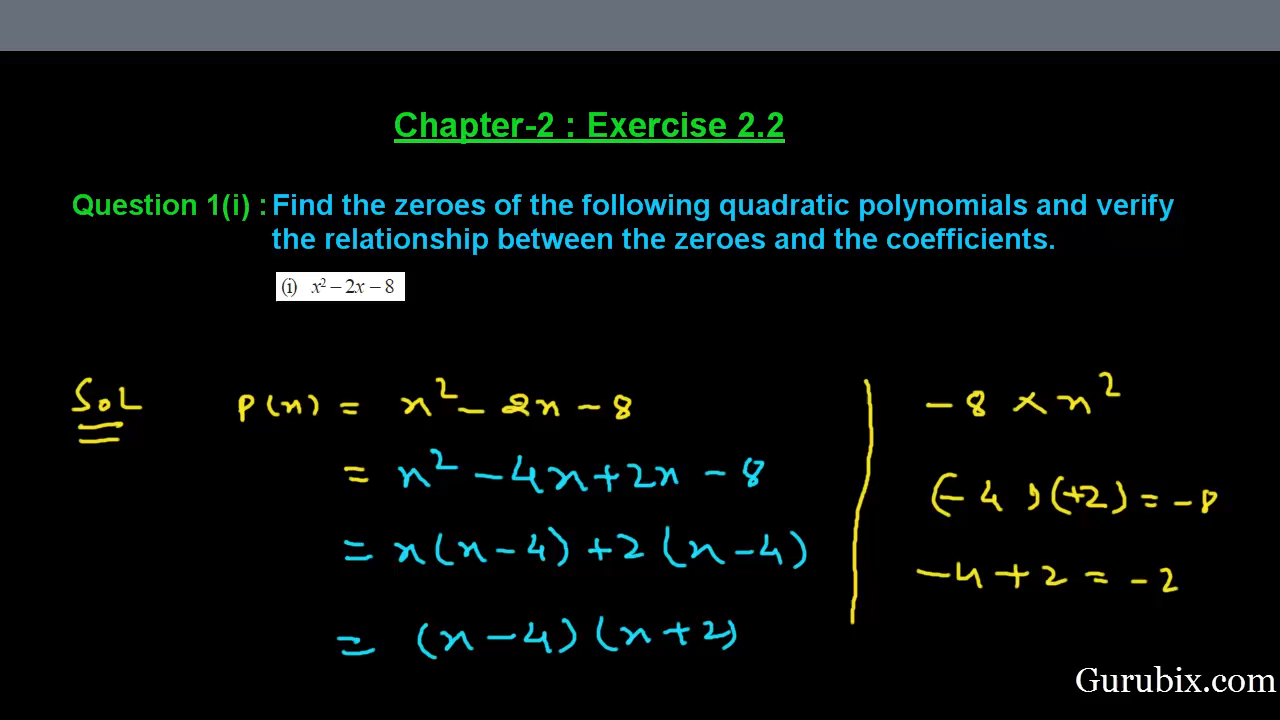 Chapter-2 : Exercise 2.2
Question 1(i) : Find the zeroes of the following quadratic polynomials and verify
the relationship between the zeroes and the coefficients.
(i) x² – 2x – 8
SOL P(x) = x² - 2x - 8
= x² - 4x + 2x - 8
= x(x - 4) + 2(x - 4)
= (x - 4)(x + 2)
-8 × x²
(-4, (+2) = -8
-4 + 2 = -2
Gurubix.com